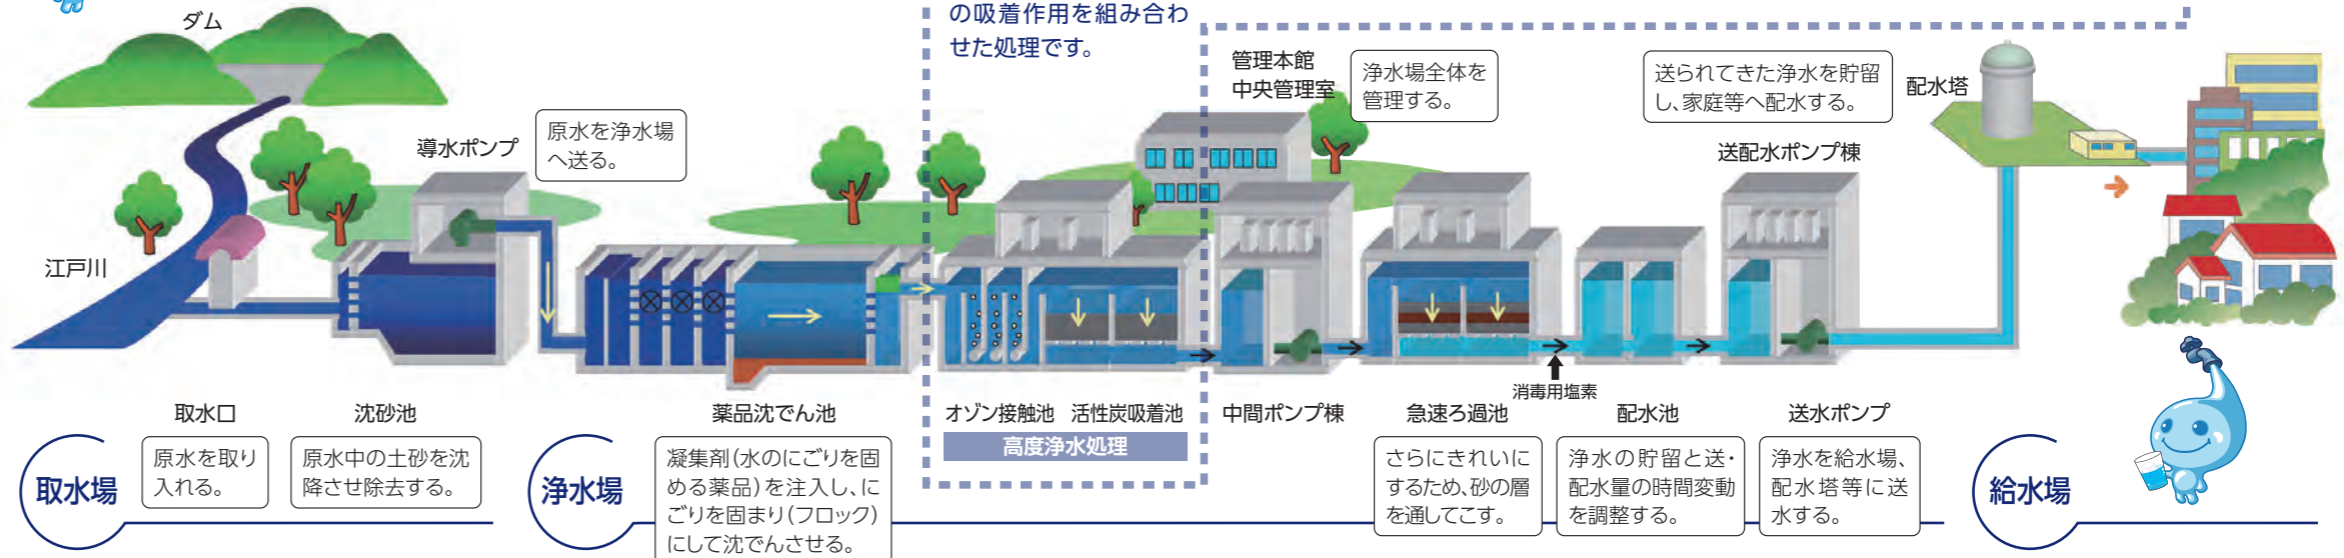 の吸着作用を組み合わ
せた処理です。
ダム
江戸川
導水ポンプ
原水を浄水場
へ送る。
管理本館
中央管理室
浄水場全体を
管理する。
送られてきた浄水を貯留
し、家庭等へ配水する。
配水塔
送配水ポンプ棟
消毒用塩素
取水場
取水口
原水を取り
入れる。
沈砂池
原水中の土砂を沈
降させ除去する。
浄水場
薬品沈でん池
凝集剤(水のにごりを固
める薬品)を注入し、に
ごりを固まり(フロック)
にして沈でんさせる。
オゾン接触池
活性炭吸着池
高度浄水処理
中間ポンプ棟
急速ろ過池
さらにきれいに
するため、砂の層
を通してこす。
配水池
浄水の貯留と送・
配水量の時間変動
を調整する。
送水ポンプ
浄水を給水場、
配水塔等に送
水する。
給水場